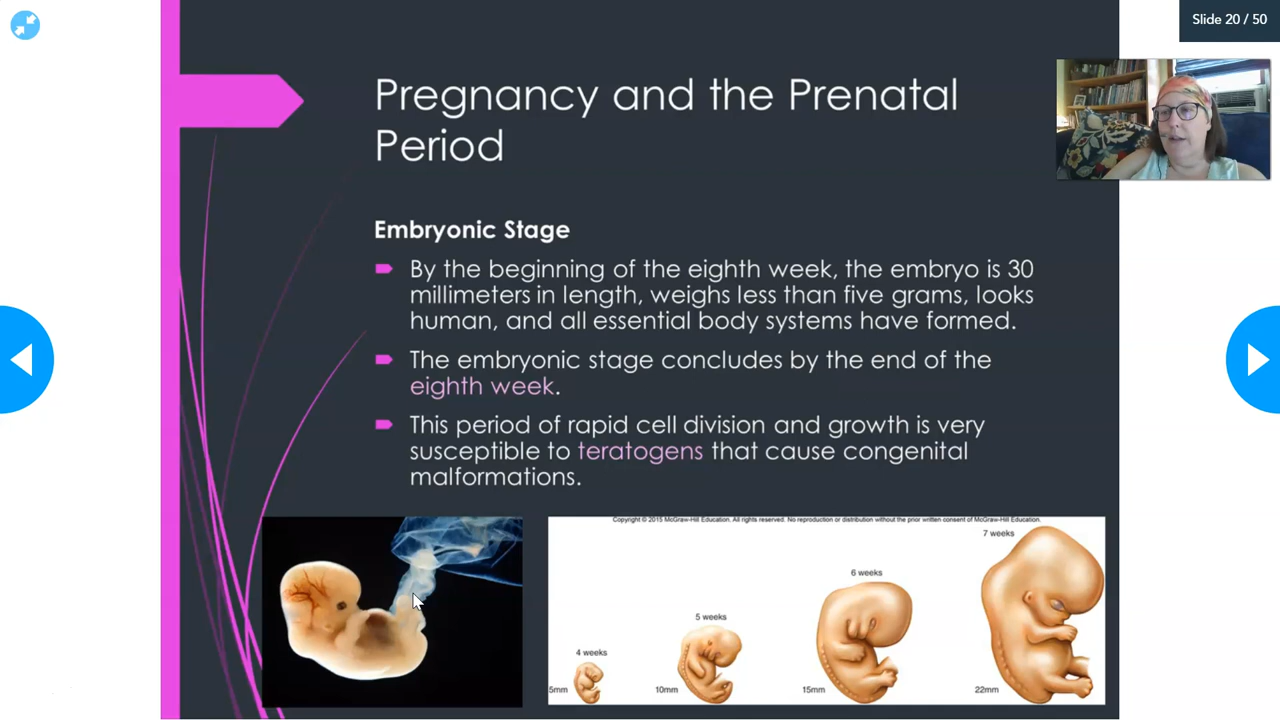 Slide 20 / 50
Pregnancy and the Prenatal
Period
Embryonic Stage
By the beginning of the eighth week, the embryo is 30
millimeters in length, weighs less than five grams, looks
human, and all essential body systems have formed.
The embryonic stage concludes by the end of the
eighth week.
This period of rapid cell division and growth is very
susceptible to teratogens that cause congenital
malformations.
Copyright © 2015 McGraw-Hill Education. All rights reserved. No reproduction or distribution without the prior written consent of McGraw-Hill Education.
7 weeks
6 weeks
5 weeks
4 weeks
5mm
10mm
15mm
22mm